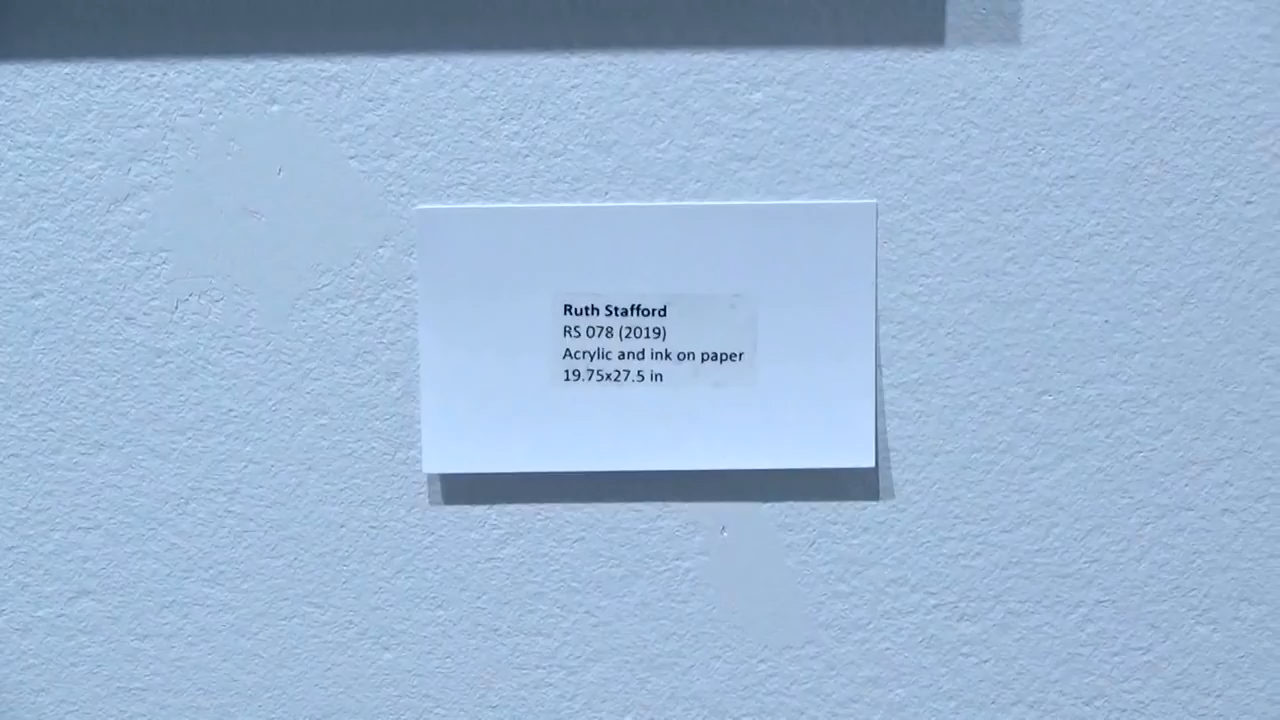 Ruth Stafford
RS 078 (2019)
Acrylic and ink on paper
19.75x27.5 in